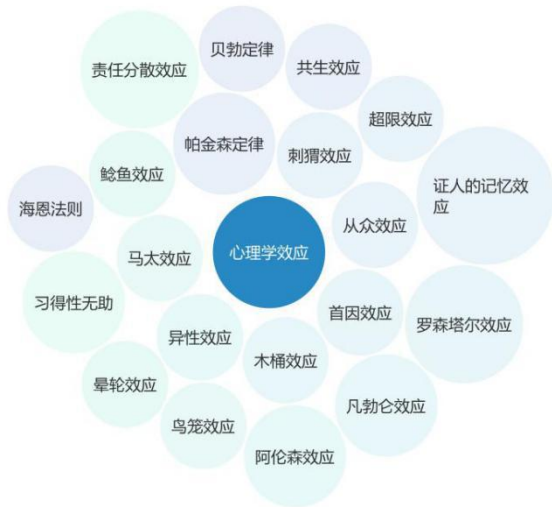 贝勃定律
责任分散效应
共生效应
超限效应
帕金森定律
刺猬效应
鲶鱼效应
证人的记忆效
应
海恩法则
从众效应
马太效应
心理学效应
习得性无助
首因效应
罗森塔尔效应
异性效应
木桶效应
晕轮效应
凡勃仑效应
鸟笼效应
阿伦森效应